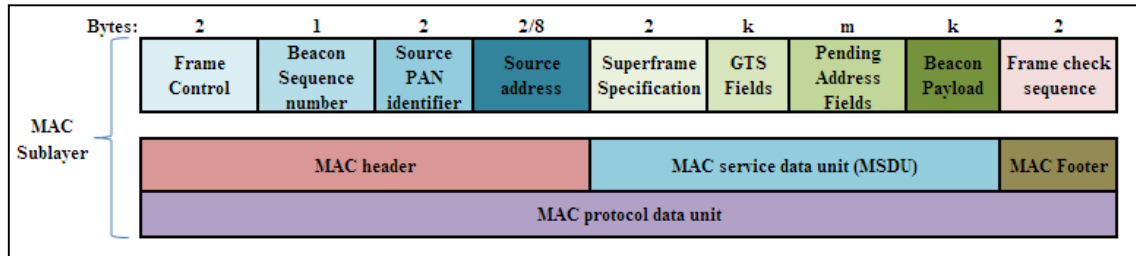 Bytes: 2 1 2 2/8 2 k m k 2
Frame Control
Beacon Sequence number
Source PAN identifier
Source address
Superframe Specification
GTS Fields
Pending Address Fields
Beacon Payload
Frame check sequence
MAC Sublayer
MAC header
MAC service data unit (MSDU)
MAC Footer
MAC protocol data unit